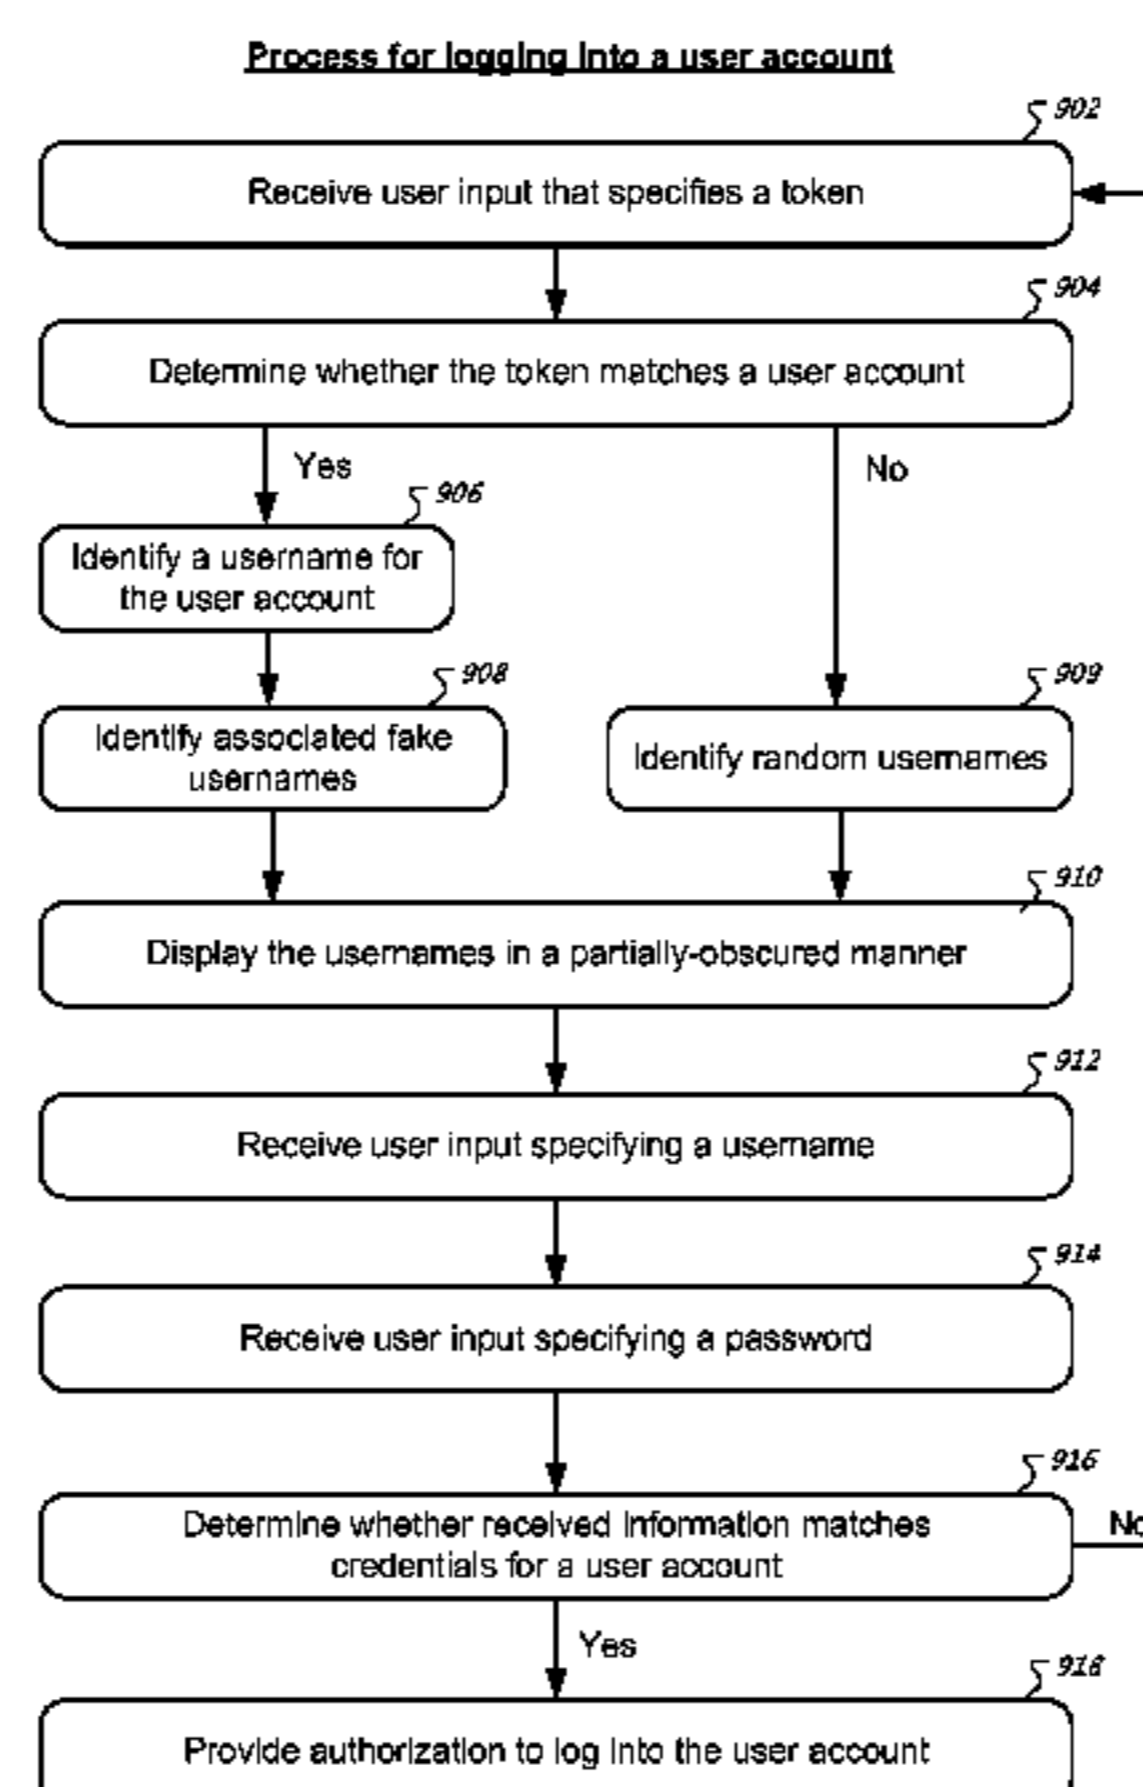 Process for logging into a user account
902
Receive user input that specifies a token
904
Determine whether the token matches a user account
Yes
No
906
Identify a username for
the user account
908
Identify associated fake
usernames
909
Identify random usernames
910
Display the usernames in a partially-obscured manner
912
Receive user input specifying a username
914
Receive user input specifying a password
916
Determine whether received information matches
credentials for a user account
No
Yes
918
Provide authorization to log into the user account